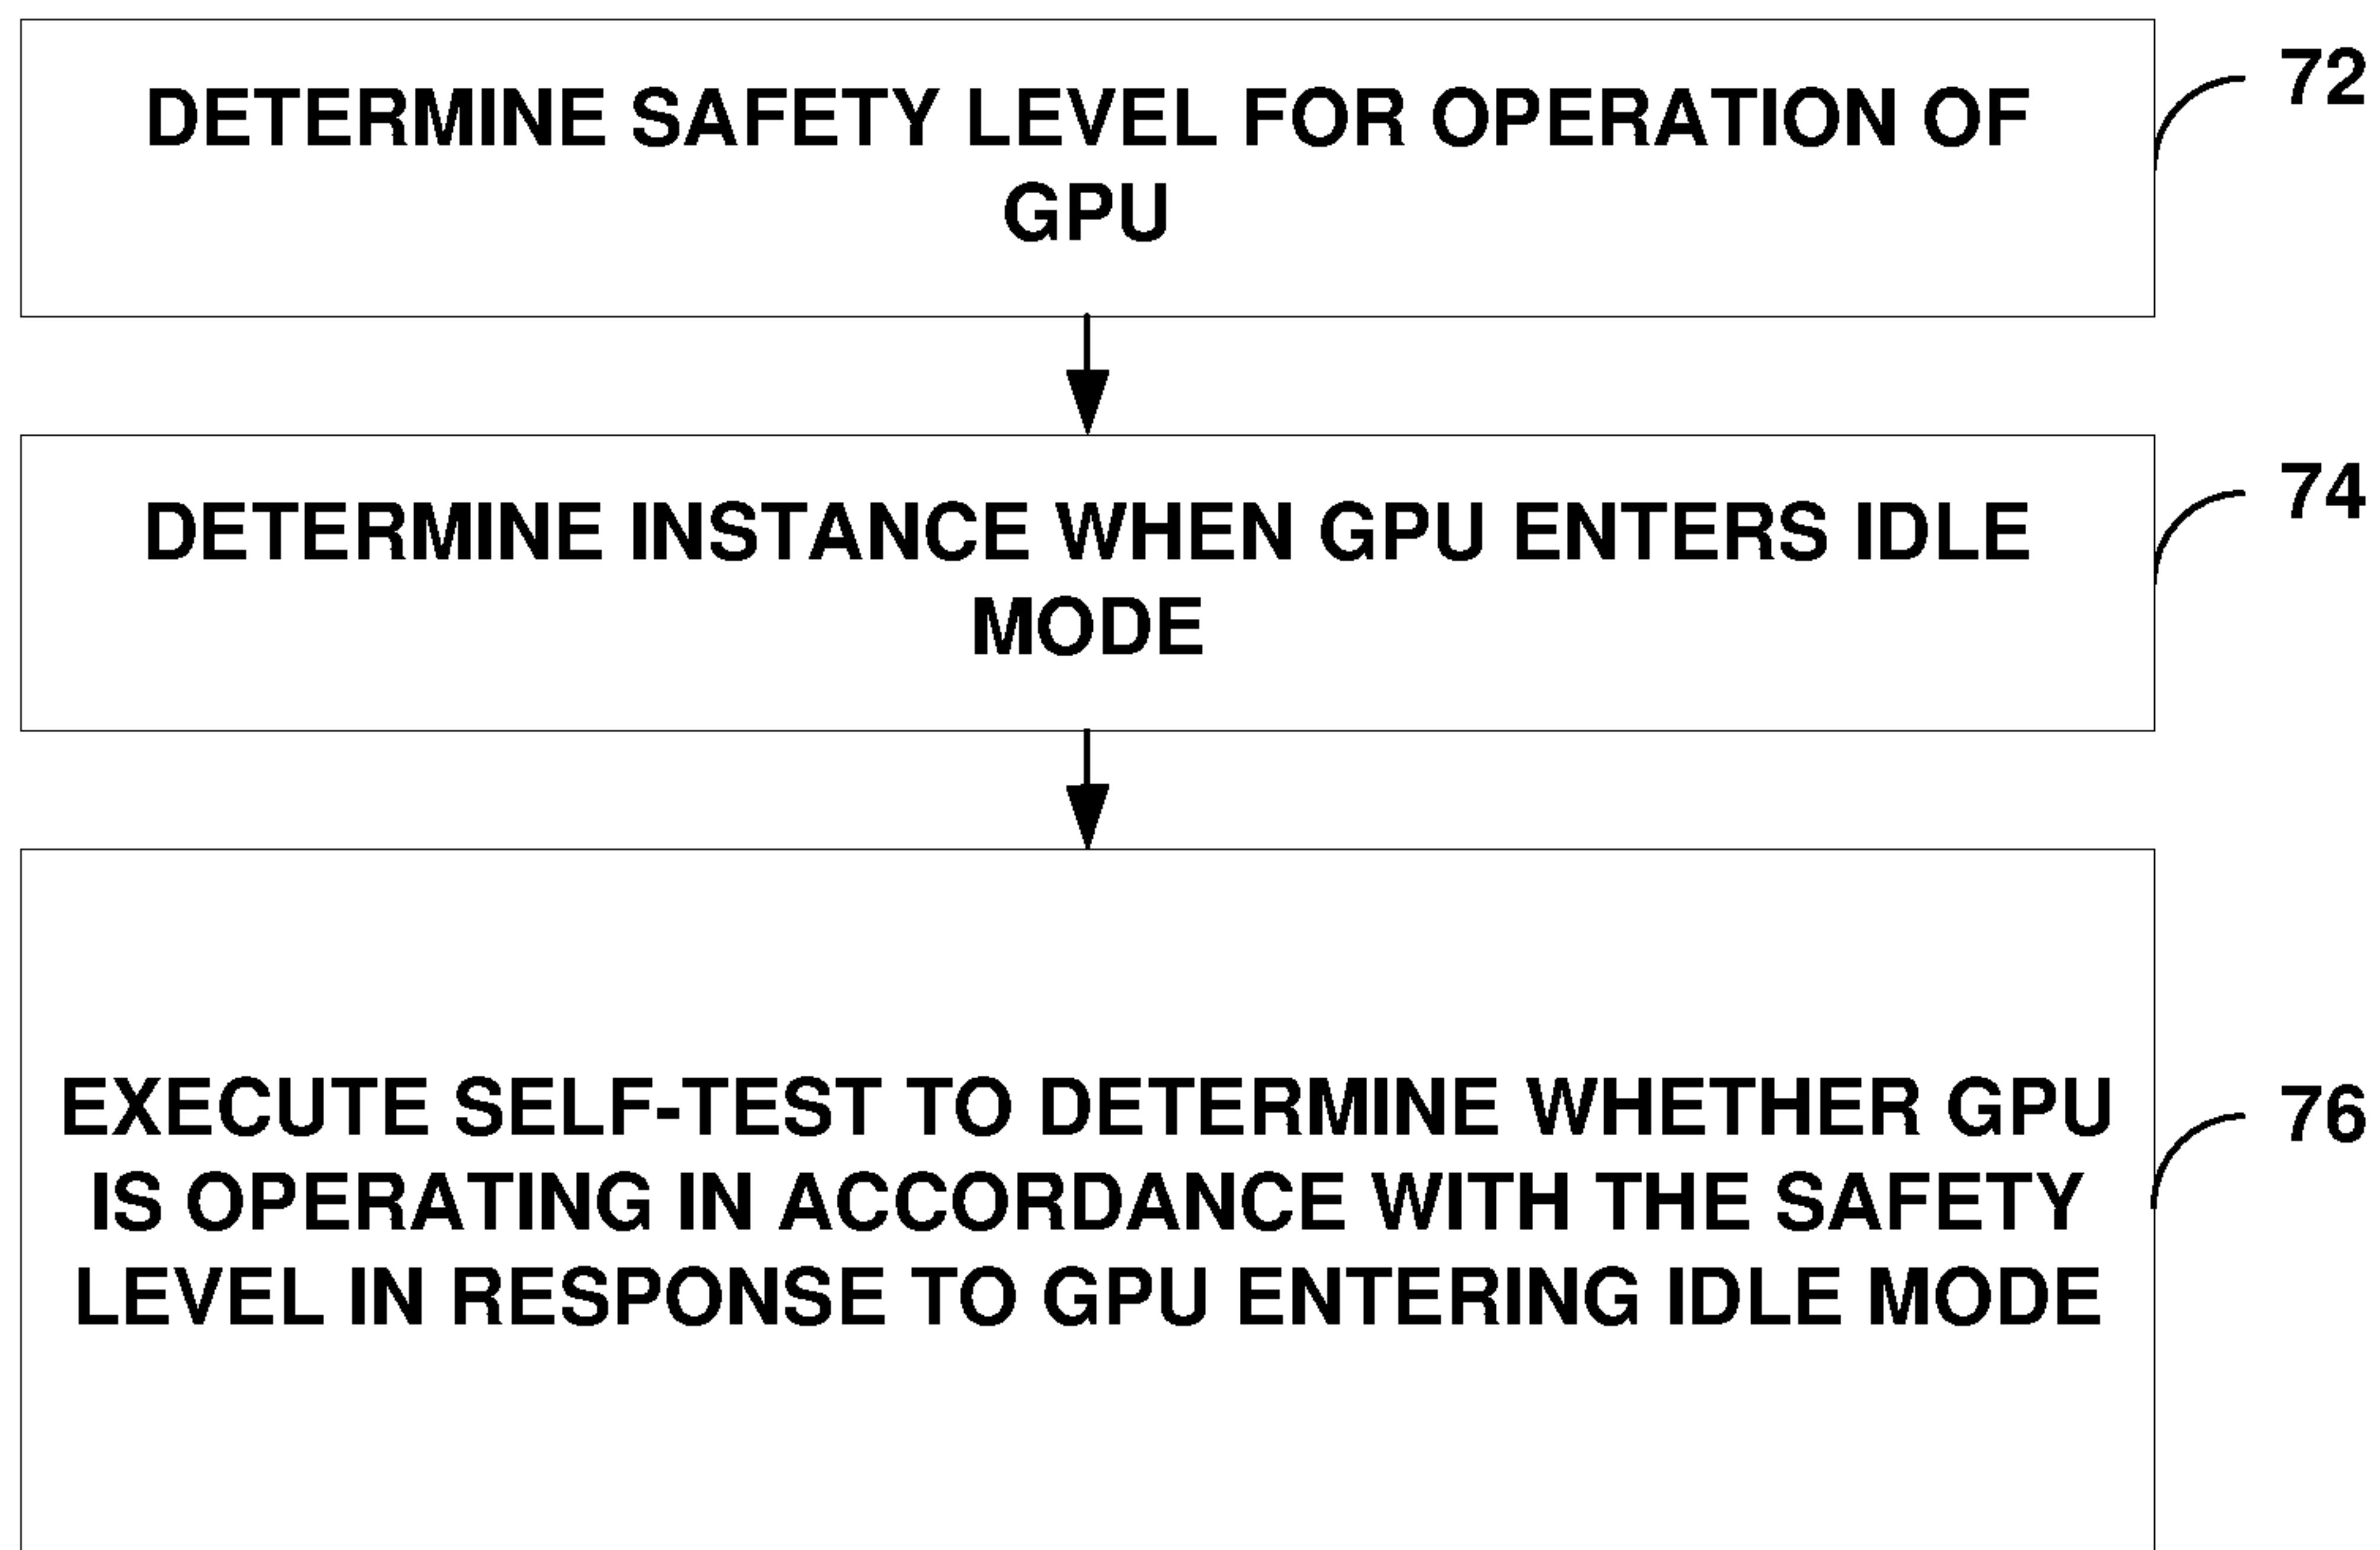 DETERMINE SAFETY LEVEL FOR OPERATION OF
GPU
72
DETERMINE INSTANCE WHEN GPU ENTERS IDLE
MODE
74
EXECUTE SELF-TEST TO DETERMINE WHETHER GPU
IS OPERATING IN ACCORDANCE WITH THE SAFETY
LEVEL IN RESPONSE TO GPU ENTERING IDLE MODE
76